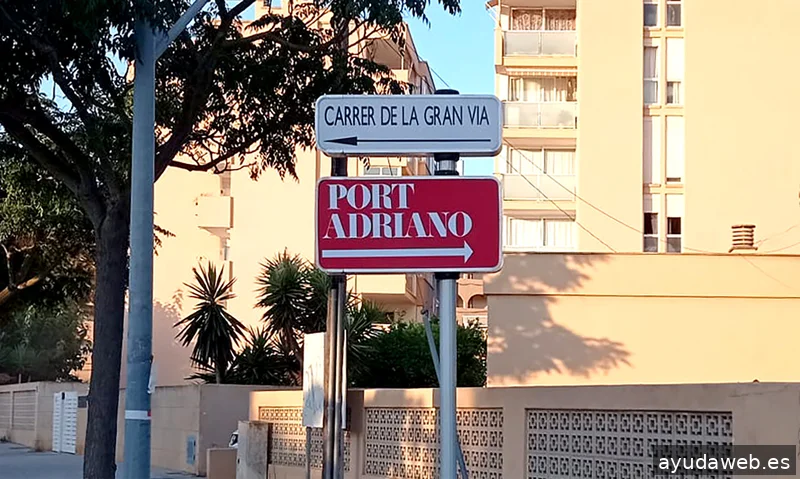 CARRER DE LA GRAN VIA
PORT
ADRIANO
ayudaweb.es